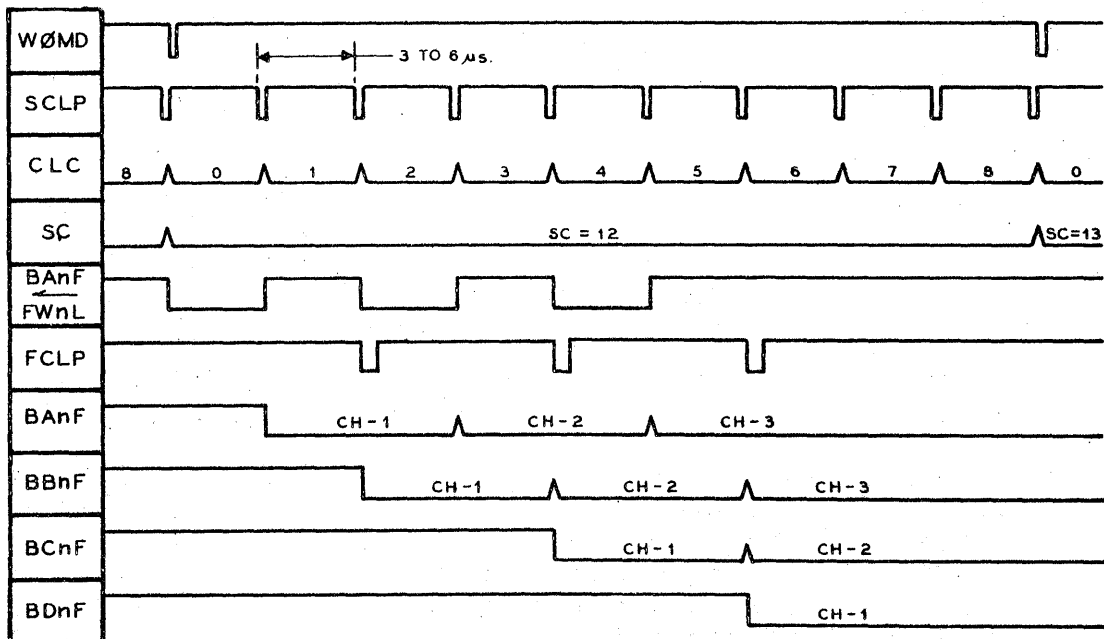 WØMD
3 TO 6 µs.
SCLP
CLC
8 0 1 2 3 4 5 6 7 8 0
SC
SC = 12 SC=13
BAnF
←
FWnL
FCLP
BAnF
CH-1 CH-2 CH-3
BBnF
CH-1 CH-2 CH-3
BCnF
CH-1 CH-2
BDnF
CH-1